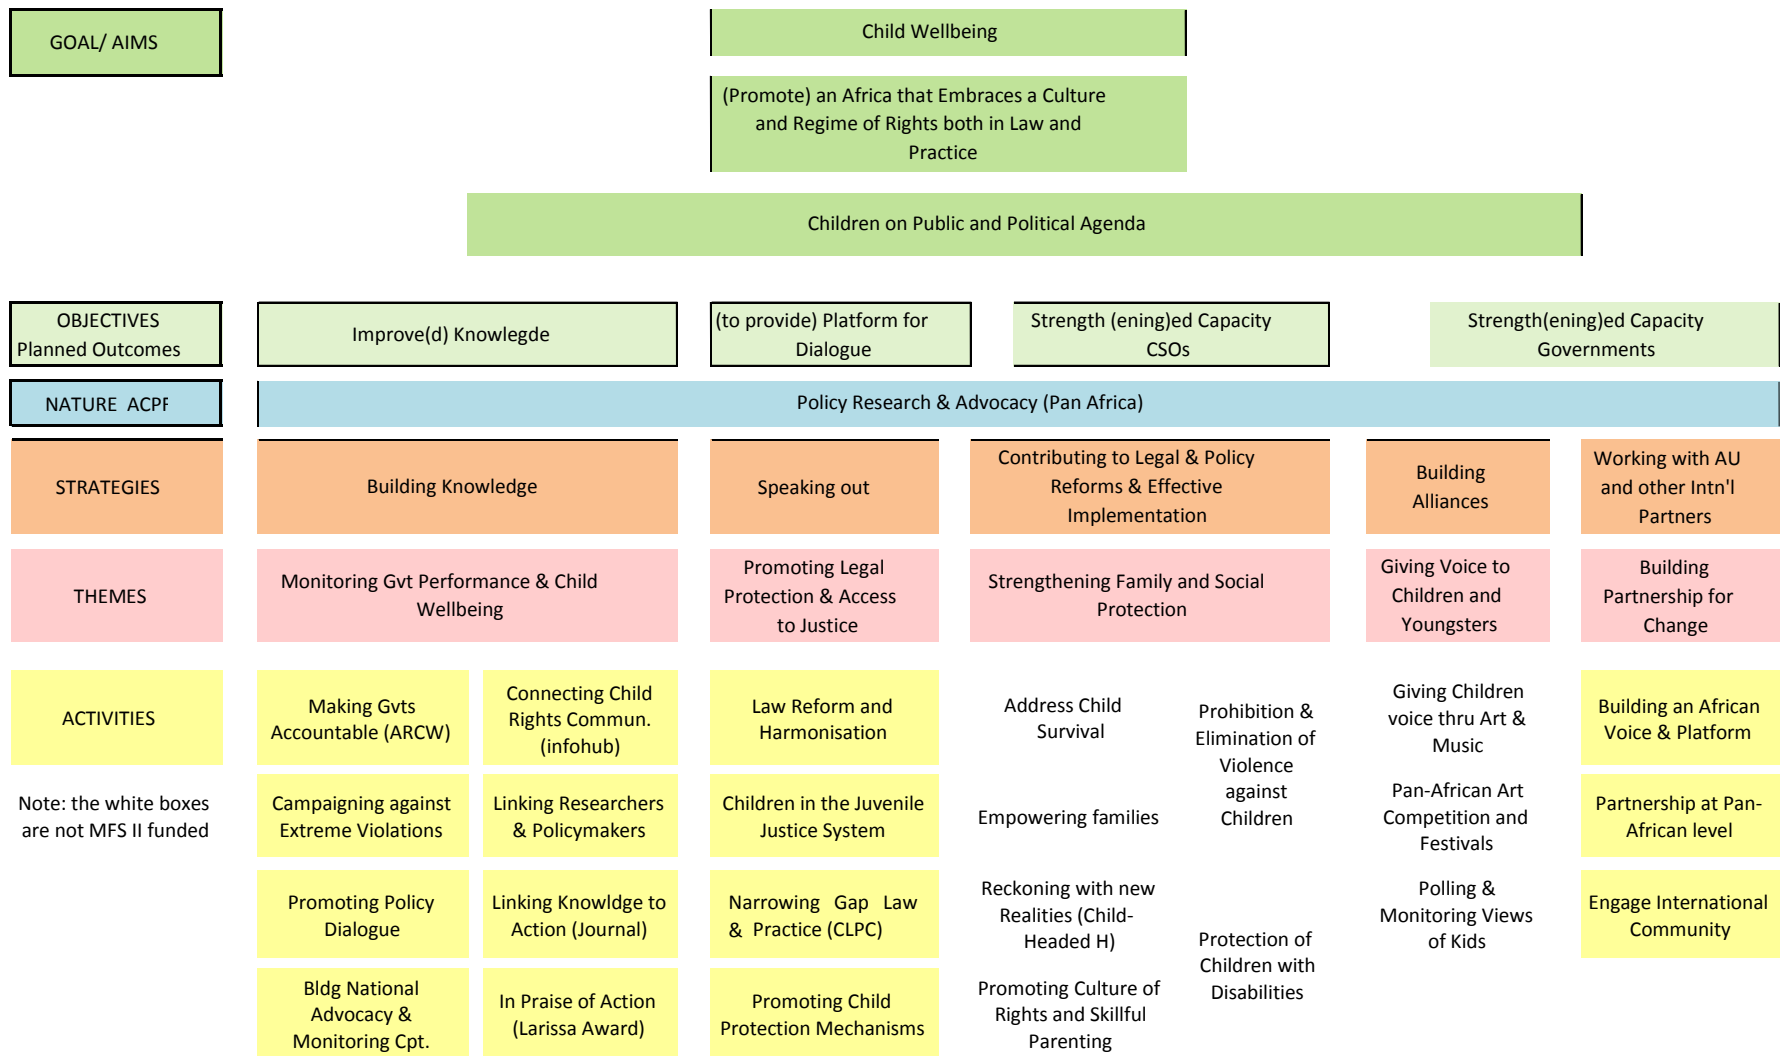 GOAL/ AIMS
Child Wellbeing
(Promote) an Africa that Embraces a Culture
and Regime of Rights both in Law and
Practice
Children on Public and Political Agenda
OBJECTIVES
Planned Outcomes
Improve(d) Knowlegde
(to provide) Platform for
Dialogue
Strength (ening)ed Capacity
CSOs
Strength(ening)ed Capacity
Governments
NATURE ACPF
Policy Research & Advocacy (Pan Africa)
STRATEGIES
Building Knowledge
Speaking out
Contributing to Legal & Policy
Reforms & Effective
Implementation
Building
Alliances
Working with AU
and other Intn'l
Partners
THEMES
Monitoring Gvt Performance & Child
Wellbeing
Promoting Legal
Protection & Access
to Justice
Strengthening Family and Social
Protection
Giving Voice to
Children and
Youngsters
Building
Partnership for
Change
ACTIVITIES
Making Gvts
Accountable (ARCW)
Connecting Child
Rights Commun.
(infohub)
Law Reform and
Harmonisation
Address Child
Survival
Prohibition &
Elimination of
Violence
against
Children
Giving Children
voice thru Art &
Music
Building an African
Voice & Platform
Note: the white boxes
are not MFS II funded
Campaigning against
Extreme Violations
Linking Researchers
& Policymakers
Children in the Juvenile
Justice System
Empowering families
Pan-African Art
Competition and
Festivals
Partnership at Pan-
African level
Promoting Policy
Dialogue
Linking Knowldge to
Action (Journal)
Narrowing Gap Law
& Practice (CLPC)
Reckoning with new
Realities (Child-
Headed H)
Protection of
Children with
Disabilities
Polling &
Monitoring Views
of Kids
Engage International
Community
Bldg National
Advocacy &
Monitoring Cpt.
In Praise of Action
(Larissa Award)
Promoting Child
Protection Mechanisms
Promoting Culture of
Rights and Skillful
Parenting